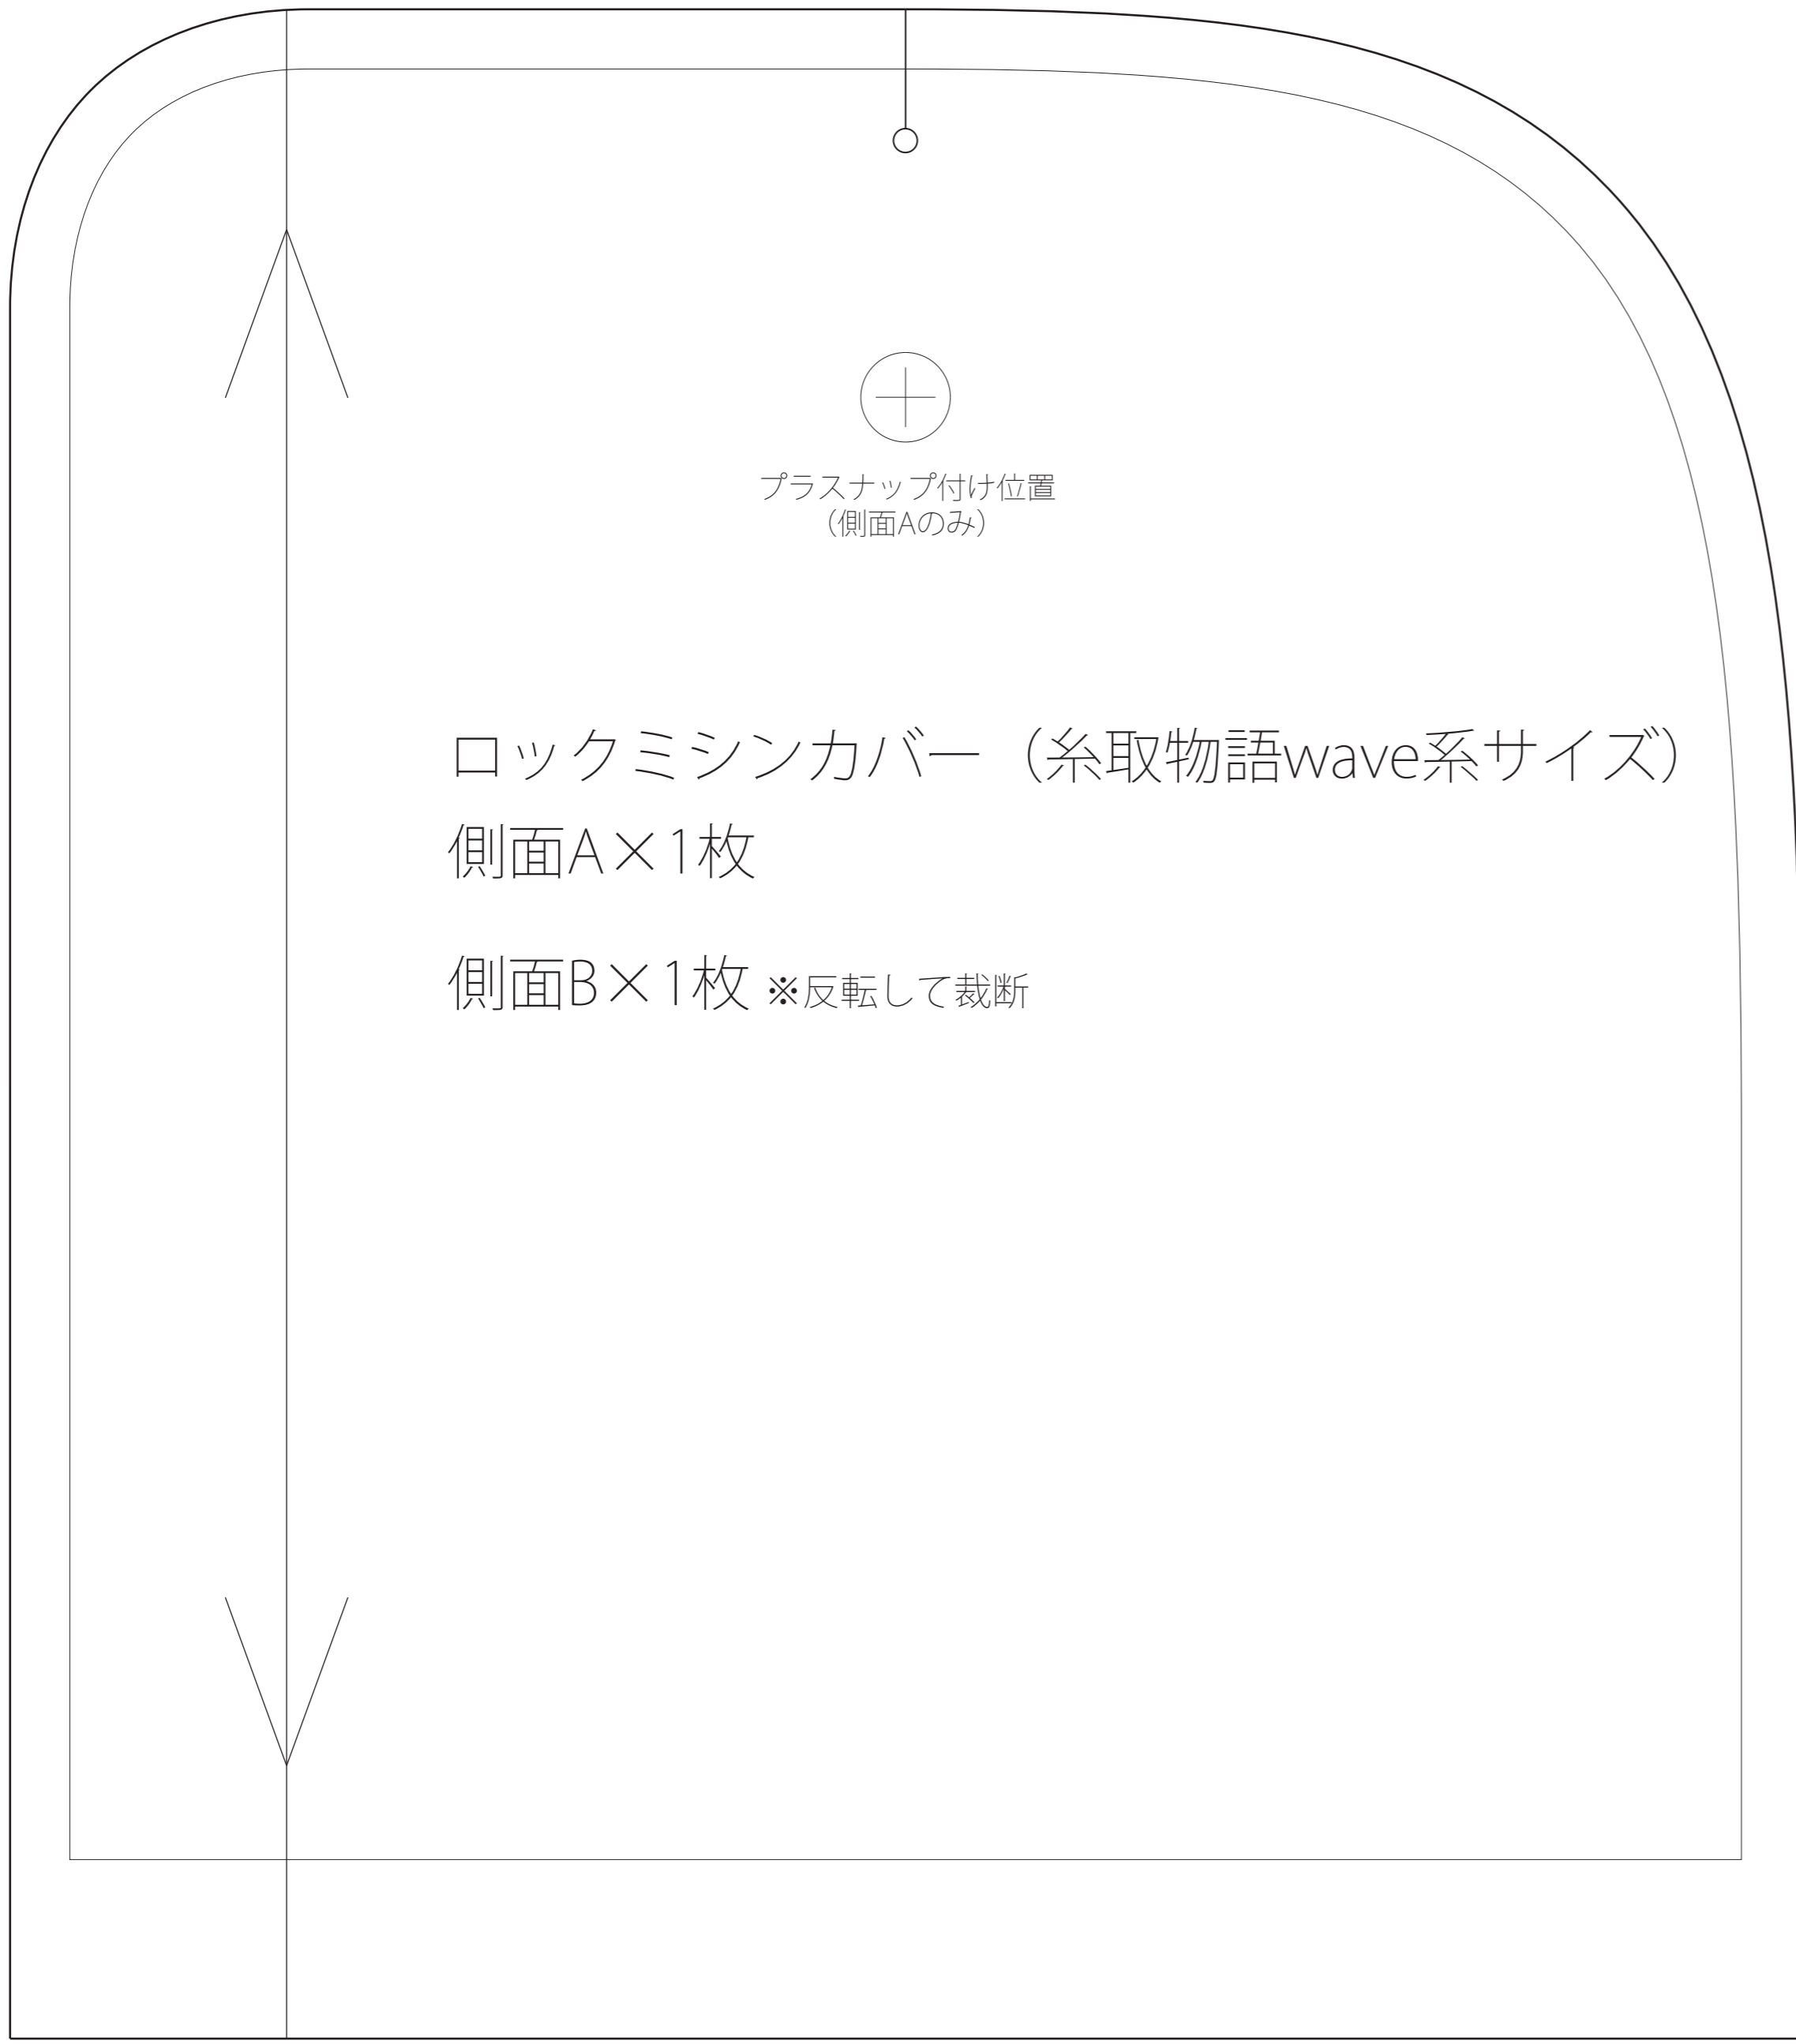 プラスナップ付け位置
（側面Aのみ）
ロックミシンカバー（糸取物語wave系サイズ）
側面A×1枚
側面B×1枚 ※反転して裁断